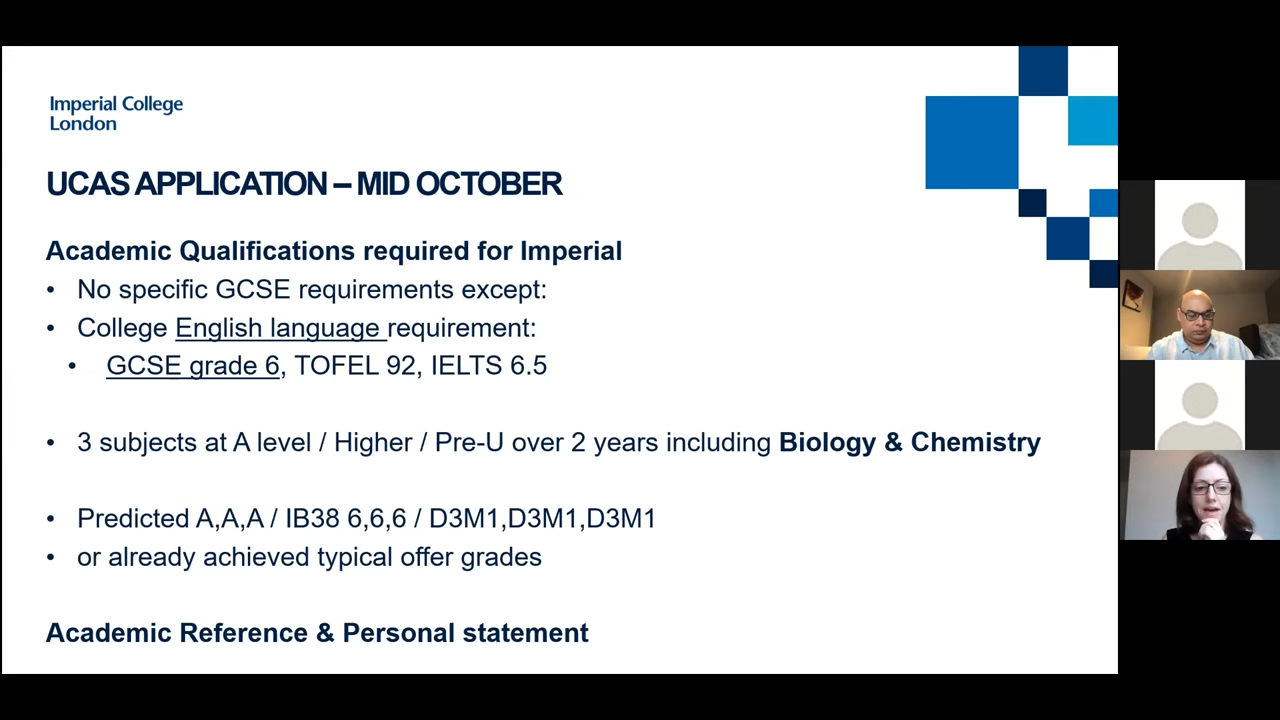 Imperial College
London
UCAS APPLICATION – MID OCTOBER
Academic Qualifications required for Imperial
• No specific GCSE requirements except:
• College English language requirement:
• GCSE grade 6, TOFEL 92, IELTS 6.5
• 3 subjects at A level / Higher / Pre-U over 2 years including Biology & Chemistry
• Predicted A,A,A / IB38 6,6,6 / D3M1,D3M1,D3M1
• or already achieved typical offer grades
Academic Reference & Personal statement